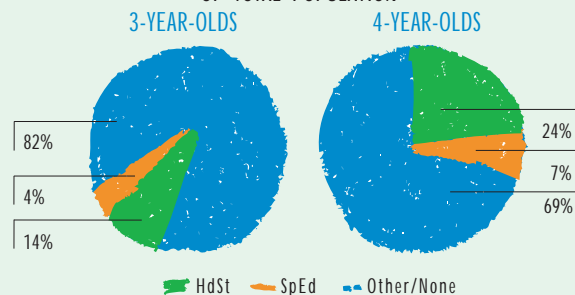 3-YEAR-OLDS
4-YEAR-OLDS
82%
4%
14%
24%
7%
69%
HdSt SpEd Other/None